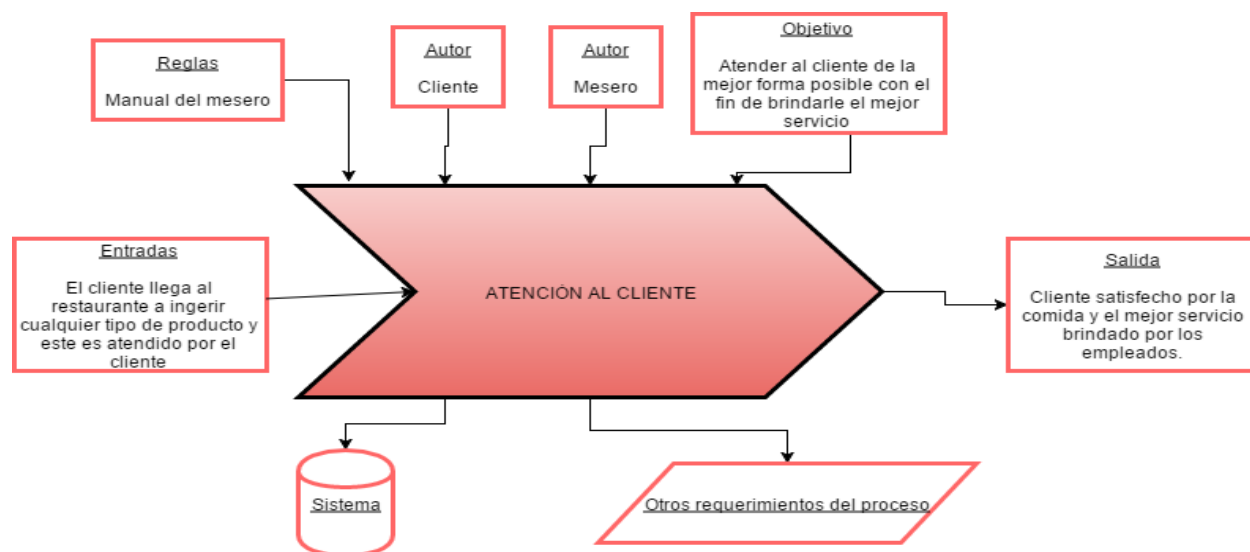 Reglas
Manual del mesero
Autor
Cliente
Autor
Mesero
Objetivo
Atender al cliente de la
mejor forma posible con el
fin de brindarle el mejor
servicio
Entradas
El cliente llega al
restaurante a ingerir
cualquier tipo de producto y
este es atendido por el
cliente
ATENCIÓN AL CLIENTE
Salida
Cliente satisfecho por la
comida y el mejor servicio
brindado por los
empleados.
Sistema
Otros requerimientos del proceso